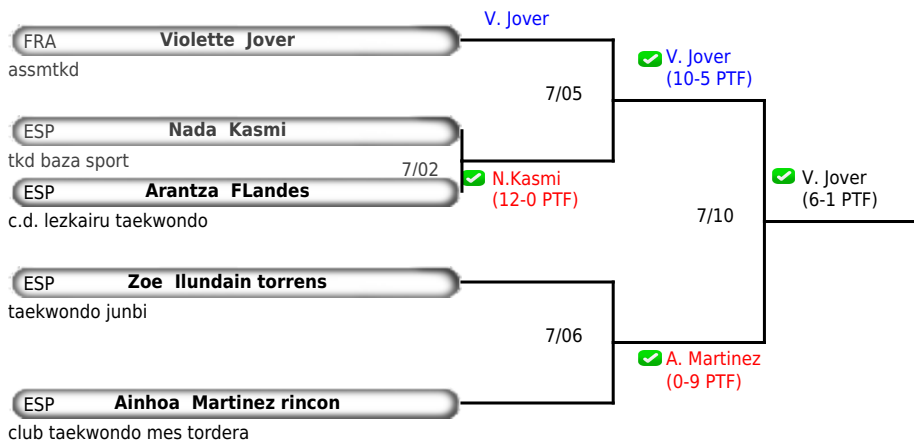 V. Jover
FRA Violette Jover
assmtkd
V. Jover
(10-5 PTF)
7/05
ESP Nada Kasmi
tkd baza sport
7/02
N.Kasmi
(12-0 PTF)
V. Jover
(6-1 PTF)
ESP Arantza FLandes
c.d. lezkairu taekwondo
7/10
ESP Zoe Ilundain torrens
taekwondo junbi
7/06
A. Martinez
(0-9 PTF)
ESP Ainhoa Martinez rincon
club taekwondo mes tordera